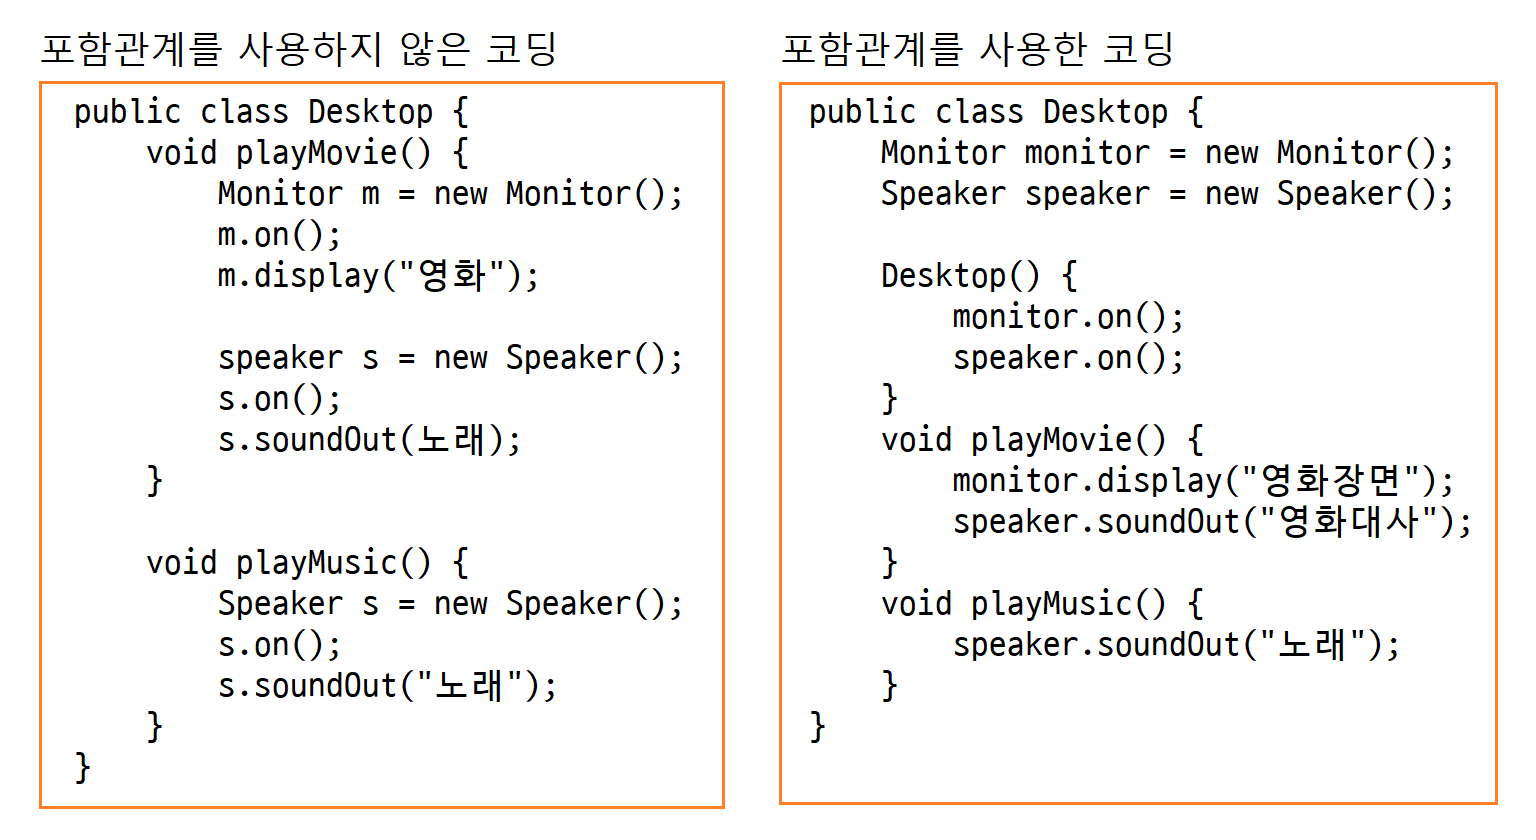 포함관계를 사용하지 않은 코딩
public class Desktop {
    void playMovie() {
        Monitor m = new Monitor();
        m.on();
        m.display("영화");

        speaker s = new Speaker();
        s.on();
        s.soundOut(노래);
    }

    void playMusic() {
        Speaker s = new Speaker();
        s.on();
        s.soundOut("노래");
    }
}
포함관계를 사용한 코딩
public class Desktop {
    Monitor monitor = new Monitor();
    Speaker speaker = new Speaker();

    Desktop() {
        monitor.on();
        speaker.on();
    }
    void playMovie() {
        monitor.display("영화장면");
        speaker.soundOut("영화대사");
    }
    void playMusic() {
        speaker.soundOut("노래");
    }
}